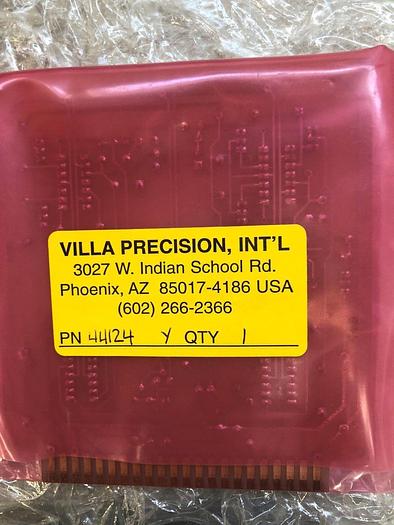 VILLA PRECISION, INT'L
3027 W. Indian School Rd.
Phoenix, AZ 85017-4186 USA
(602) 266-2366
PN 44124 Y QTY 1